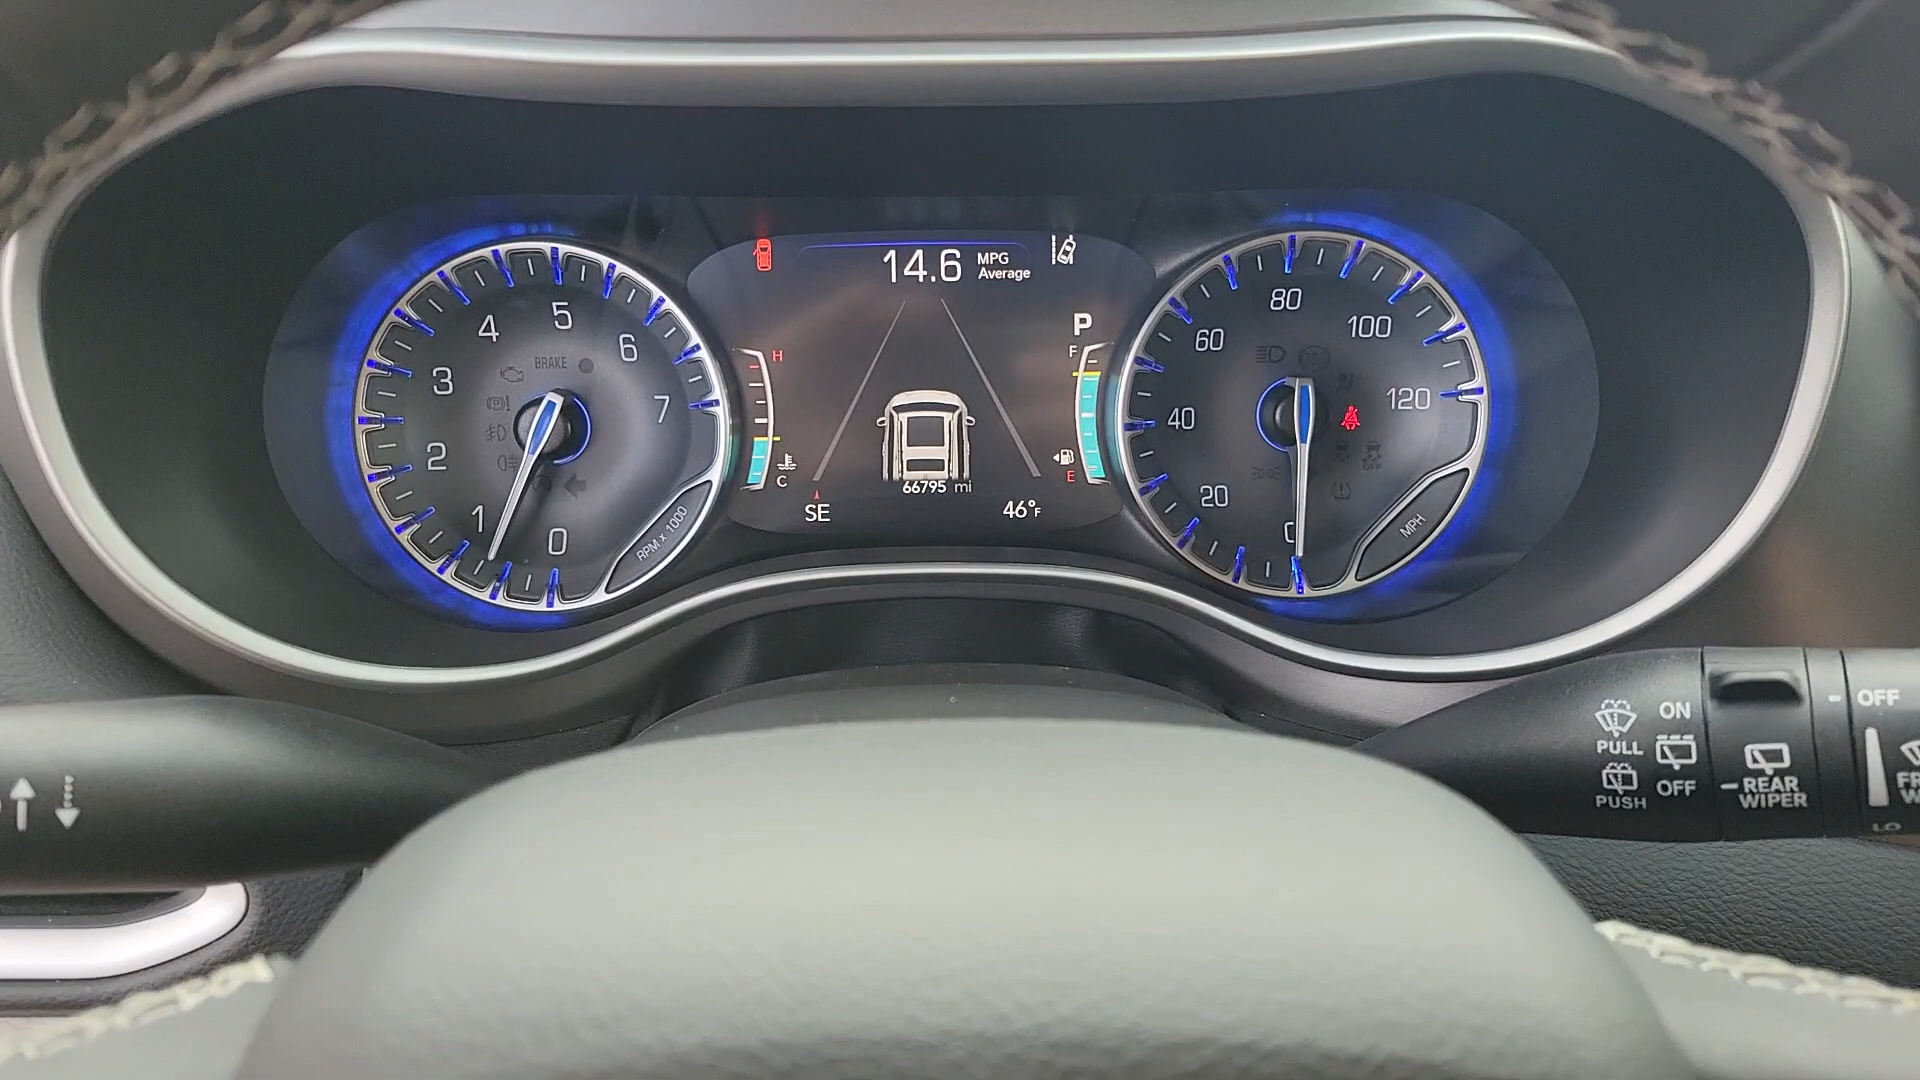 0
1
2
3
4
5
6
7
BRAKE
RPM x 1000
14.6 MPG
Average
H
C
P
F
E
66795 mi
SE
46°F
0
20
40
60
80
100
120
MPH
PULL
PUSH
ON
OFF
REAR
WIPER
OFF
LO